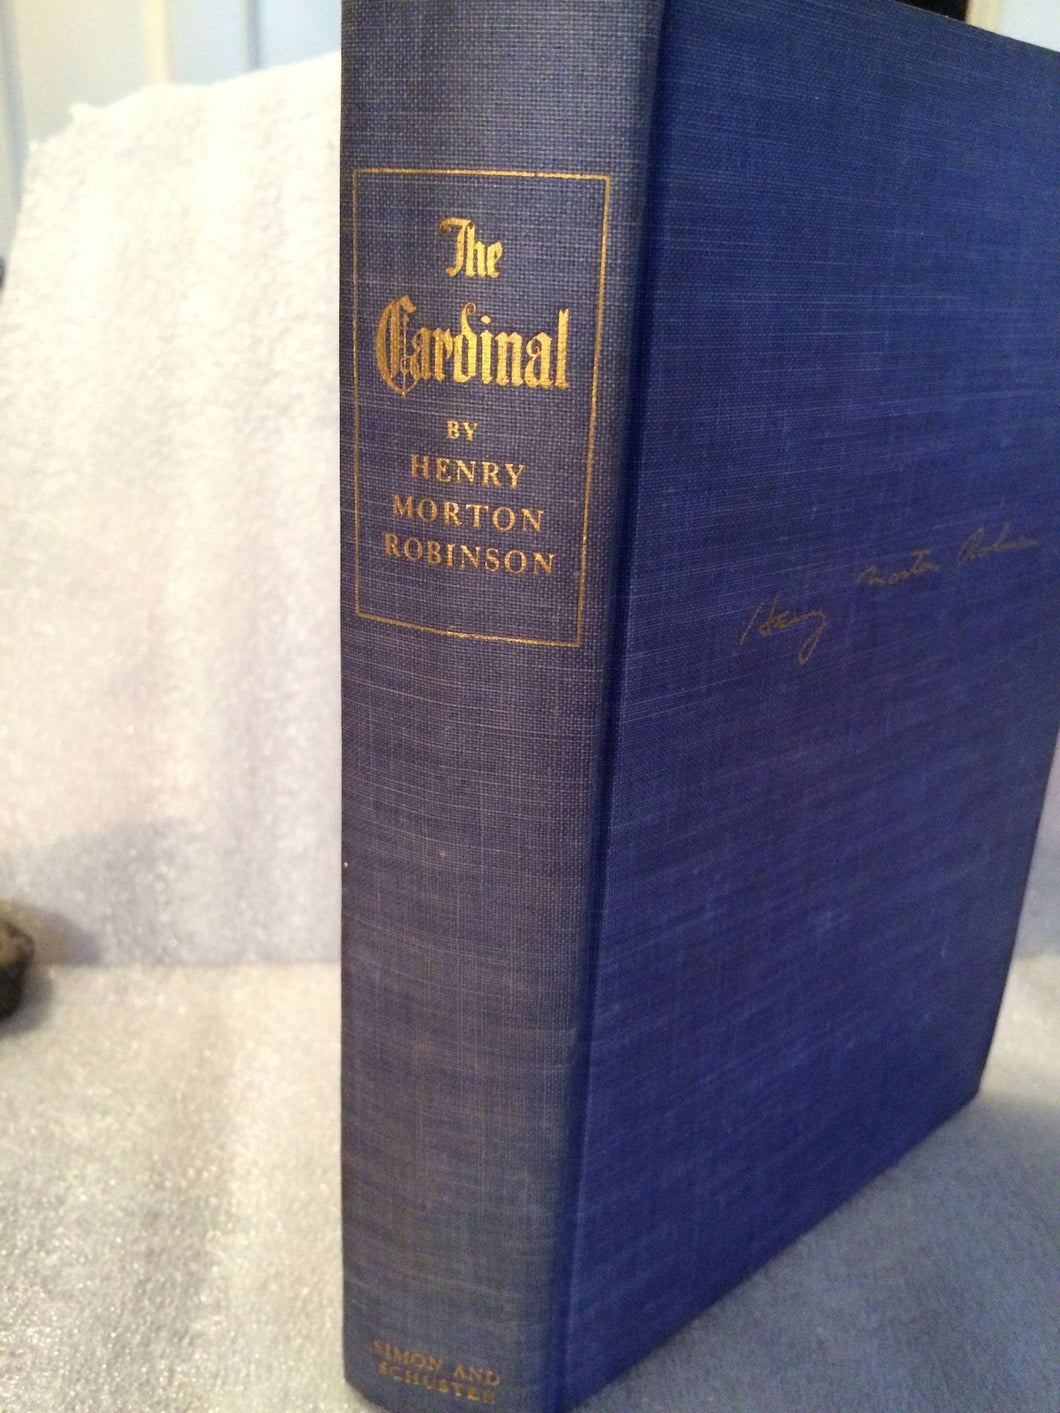 The
Cardinal
BY
HENRY
MORTON
ROBINSON
Henry Morton Robinson
SIMON AND
SCHUSTER